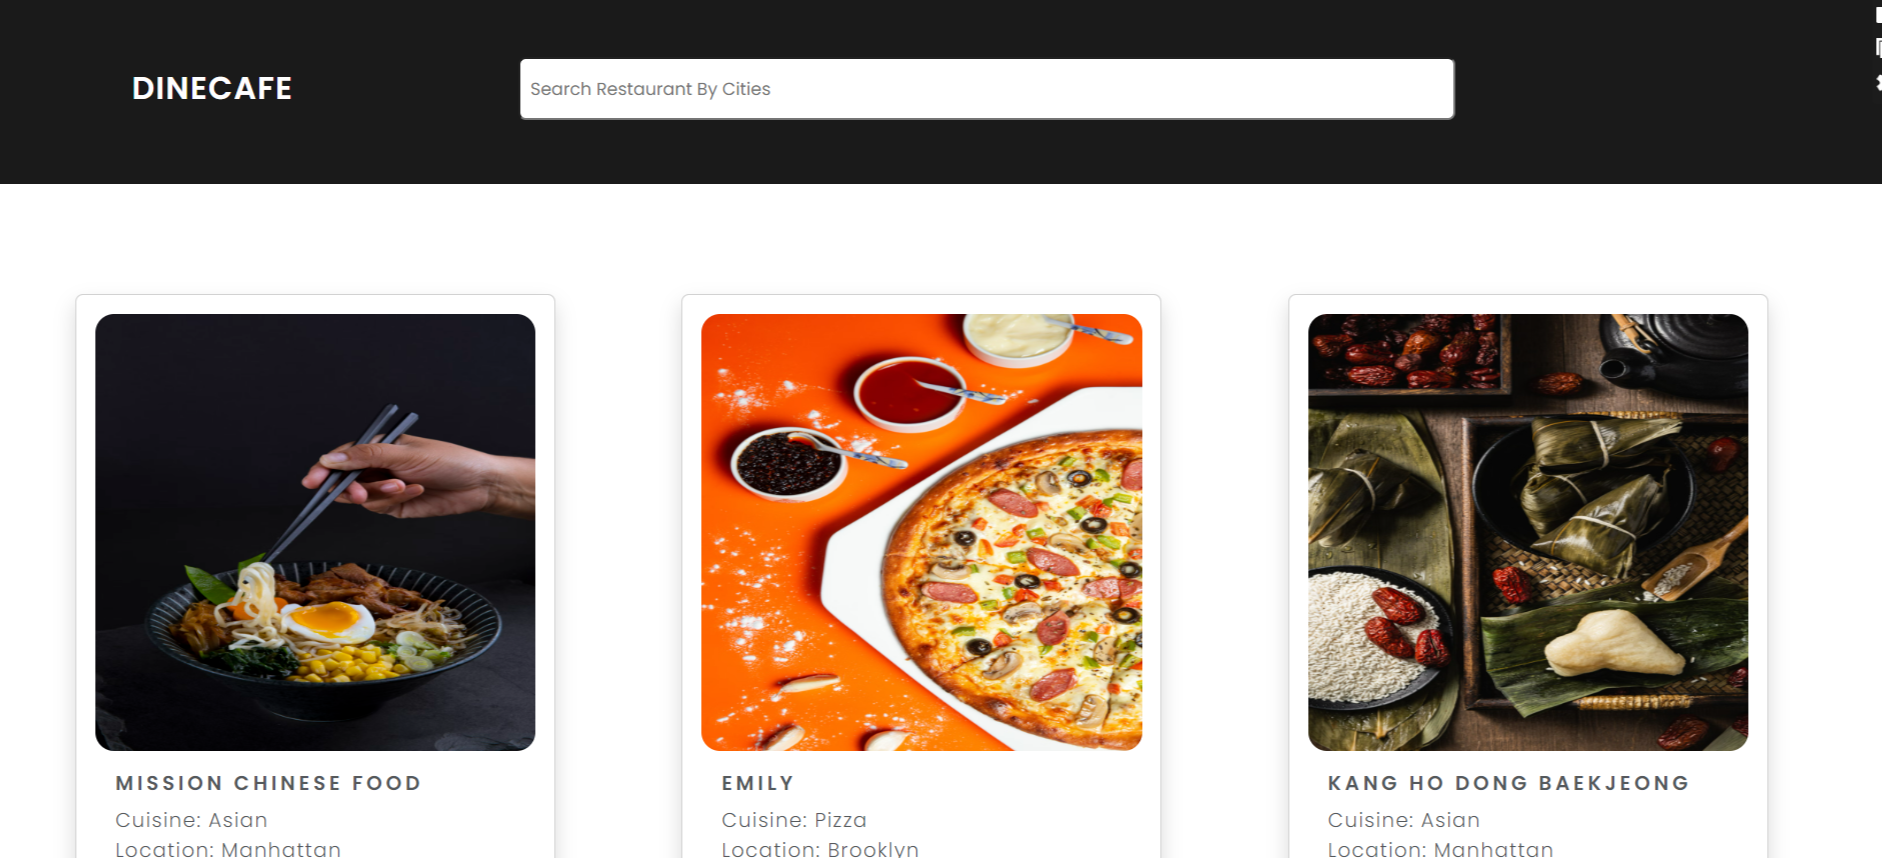 DINECAFE
Search Restaurant By Cities
MISSION CHINESE FOOD
Cuisine: Asian
Location: Manhattan
EMILY
Cuisine: Pizza
Location: Brooklyn
KANG HO DONG BAEKJEONG
Cuisine: Asian
Location: Manhattan